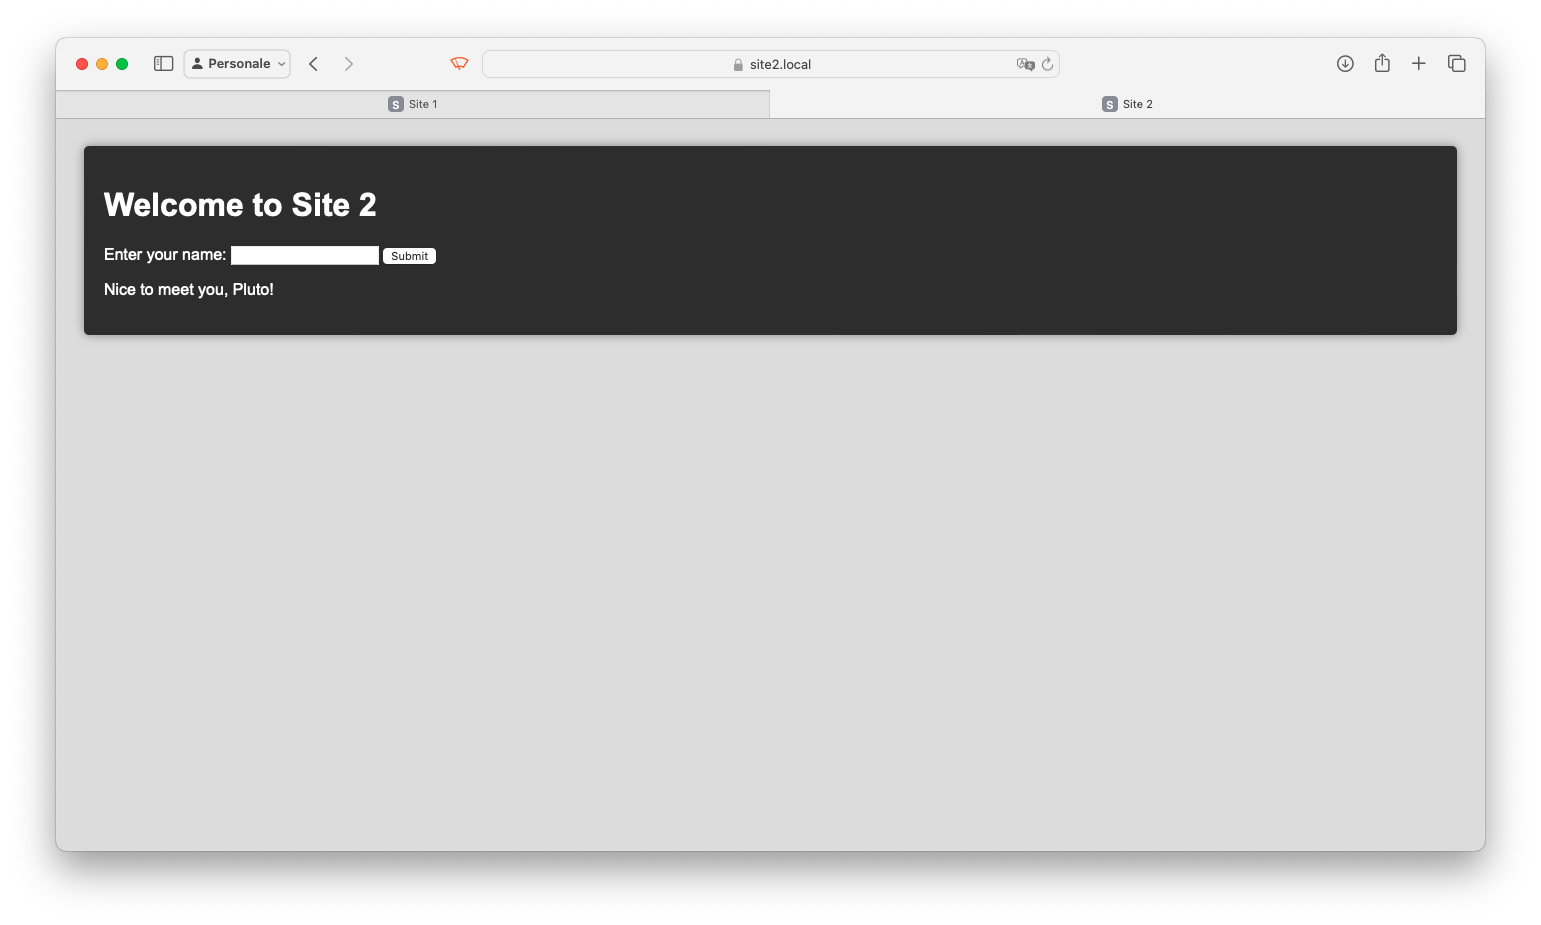 Personale
site2.local
S Site 1
S Site 2
Welcome to Site 2
Enter your name: Submit
Nice to meet you, Pluto!